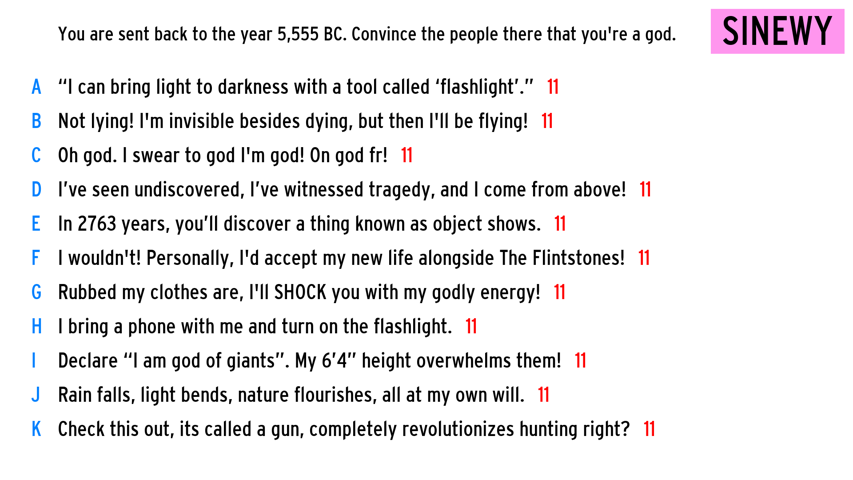 You are sent back to the year 5,555 BC. Convince the people there that you're a god.
SINEWY
A “I can bring light to darkness with a tool called ‘flashlight’.” 11
B Not lying! I'm invisible besides dying, but then I'll be flying! 11
C Oh god. I swear to god I'm god! On god fr! 11
D I’ve seen undiscovered, I’ve witnessed tragedy, and I come from above! 11
E In 2763 years, you’ll discover a thing known as object shows. 11
F I wouldn't! Personally, I'd accept my new life alongside The Flintstones! 11
G Rubbed my clothes are, I'll SHOCK you with my godly energy! 11
H I bring a phone with me and turn on the flashlight. 11
I Declare “I am god of giants”. My 6’4” height overwhelms them! 11
J Rain falls, light bends, nature flourishes, all at my own will. 11
K Check this out, its called a gun, completely revolutionizes hunting right? 11